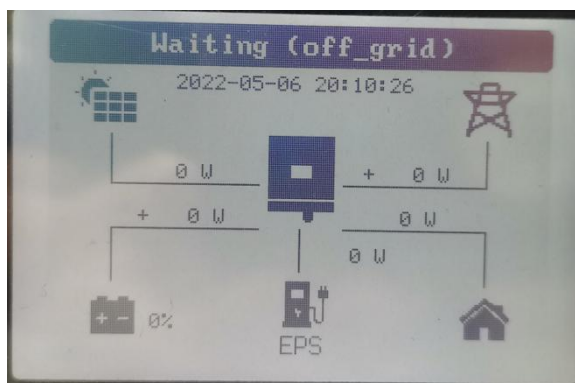 Waiting (off_grid)
2022-05-06 20:10:26
0 W
+ 0 W
+ 0 W
0 W
0 W
+ - 0%
EPS